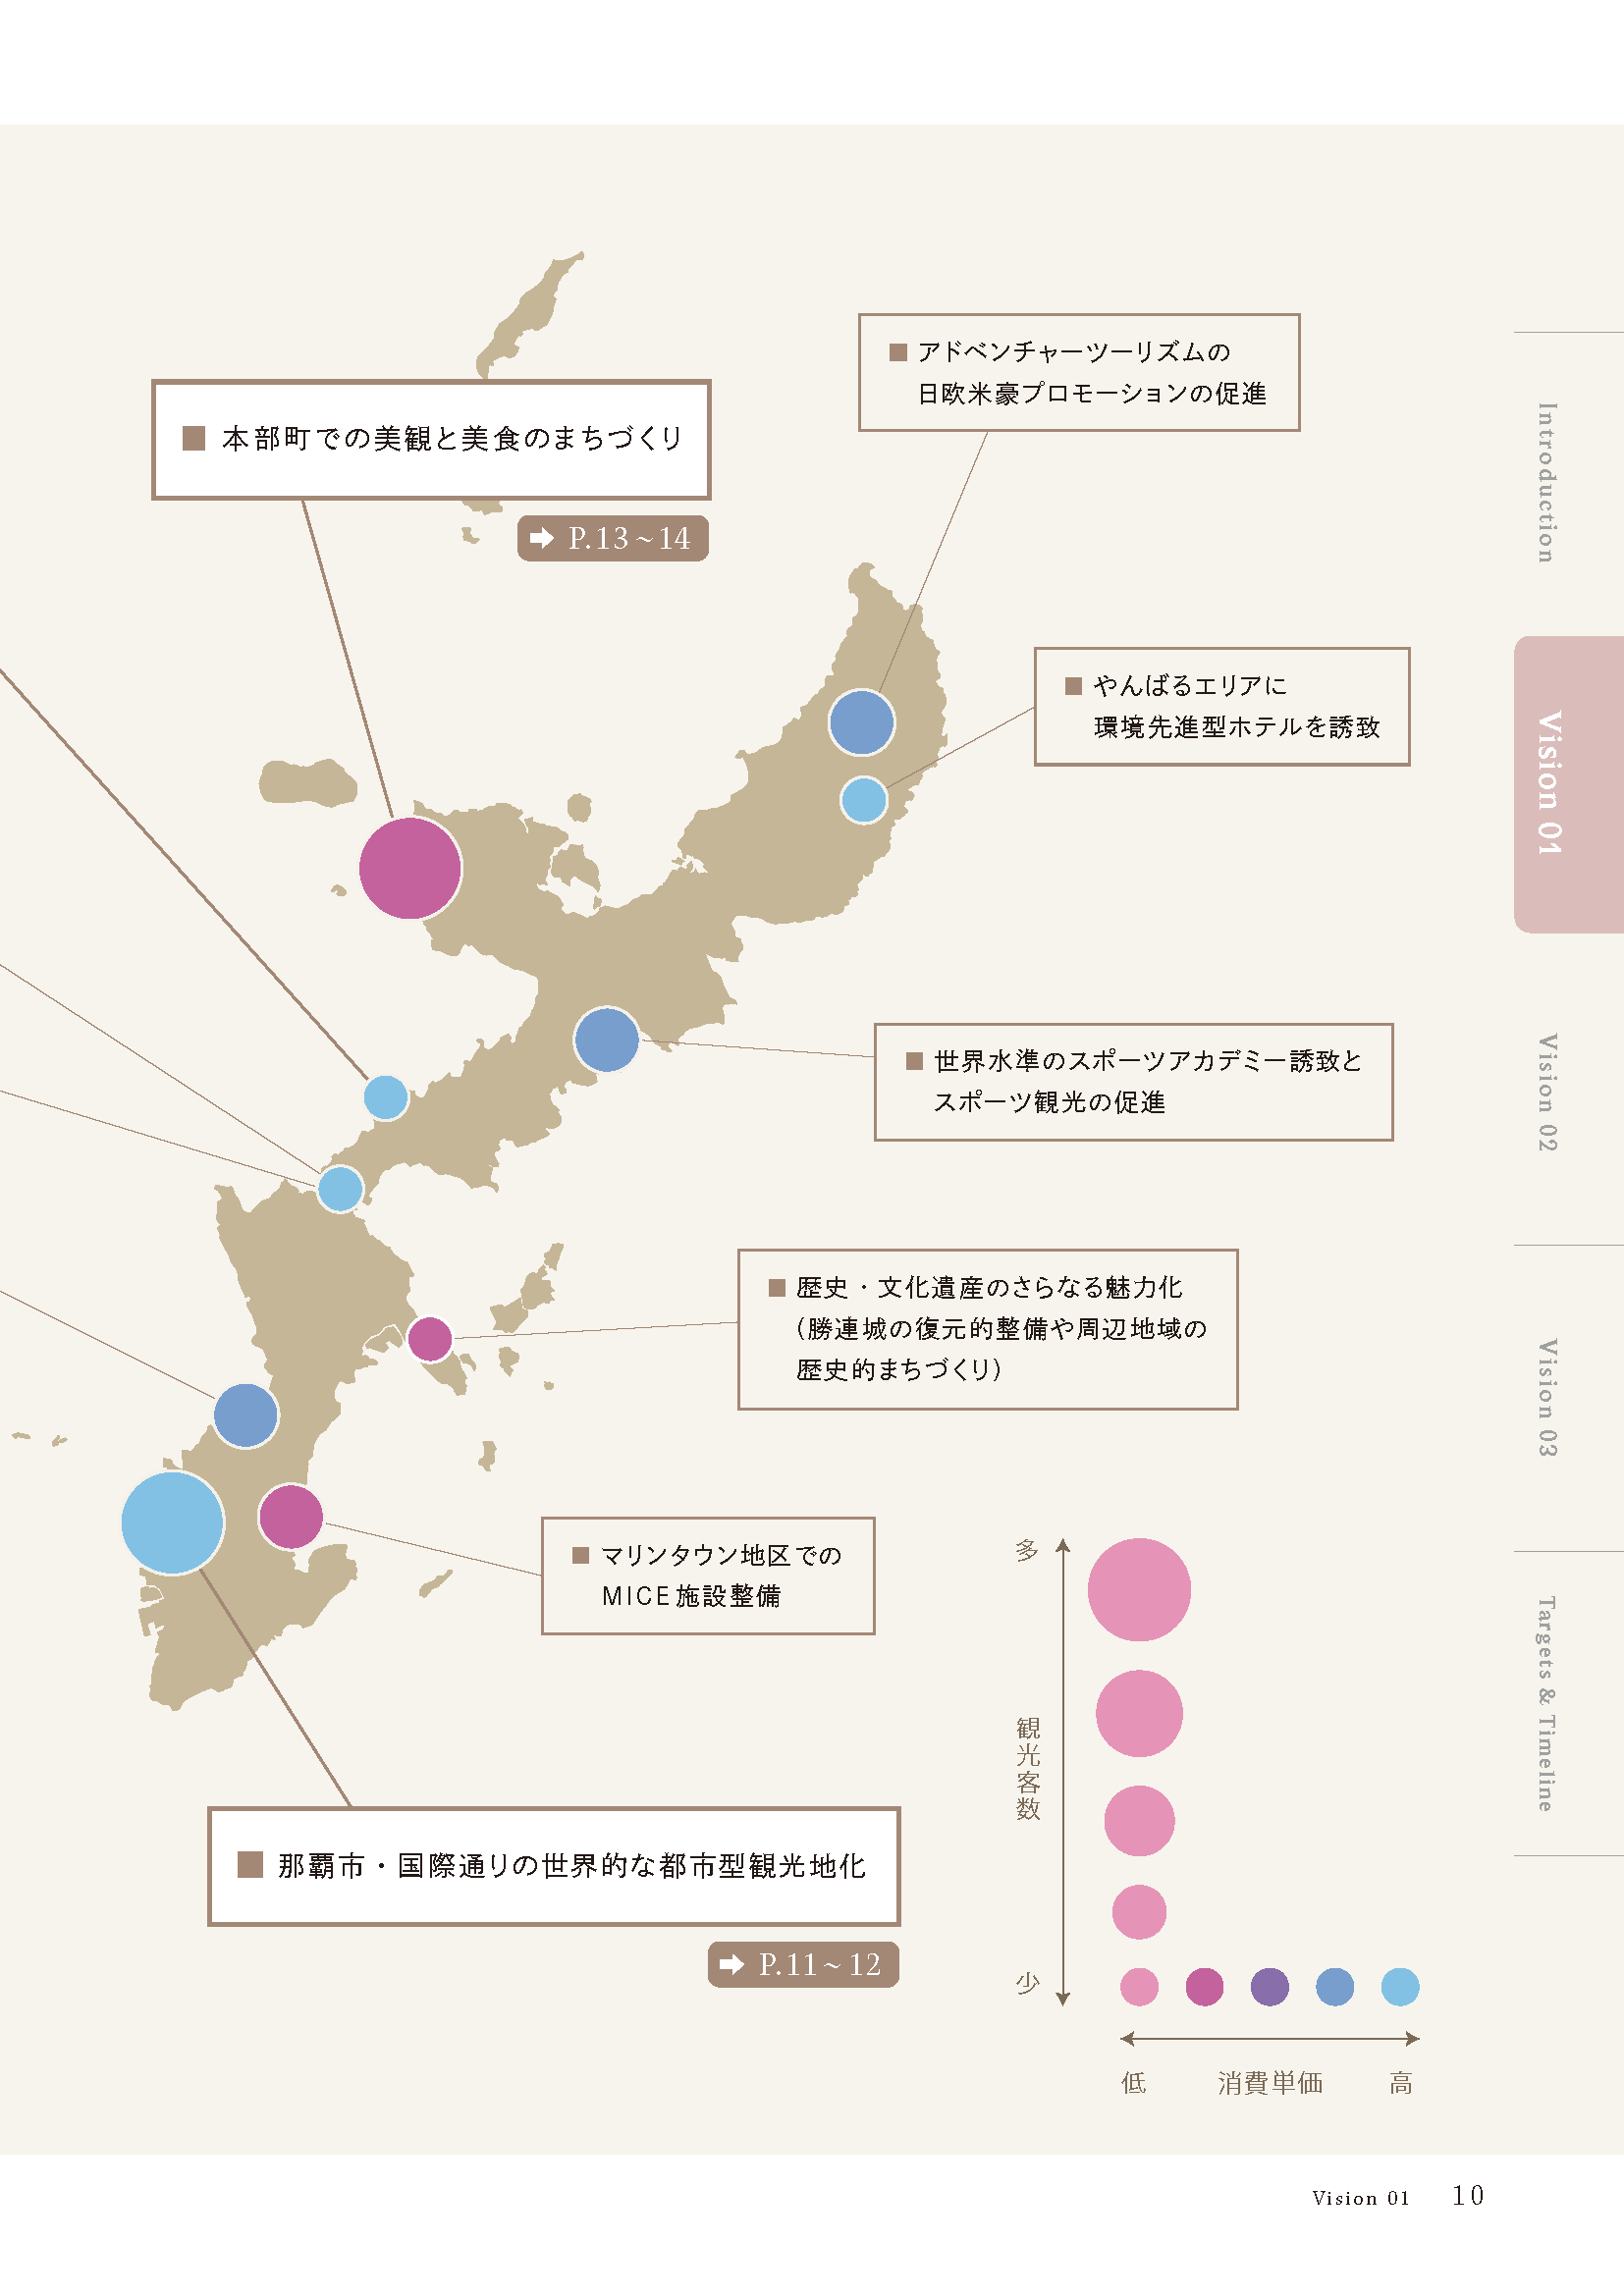 ■ アドベンチャーツーリズムの
日欧米豪プロモーションの促進
■ 本部町での美観と美食のまちづくり
➡ P.13~14
■ やんばるエリアに
環境先進型ホテルを誘致
■ 世界水準のスポーツアカデミー誘致と
スポーツ観光の促進
■ 歴史・文化遺産のさらなる魅力化
(勝連城の復元的整備や周辺地域の
歴史的まちづくり)
■ マリンタウン地区での
MICE 施設整備
■ 那覇市・国際通りの世界的な都市型観光地化
➡ P.11~12
多
観光客数
少
低 消費単価 高
Introduction
Vision 01
Vision 02
Vision 03
Targets & Timeline
Vision 01 10